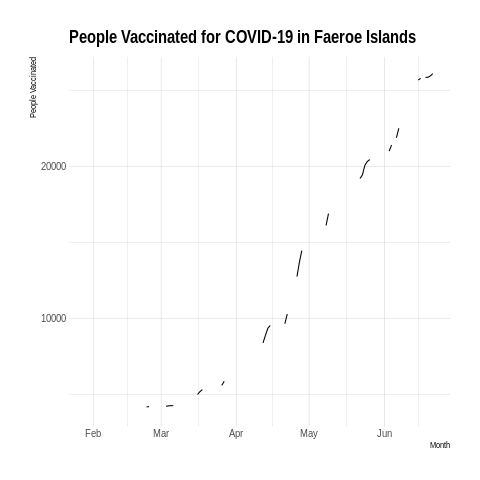 People Vaccinated for COVID-19 in Faeroe Islands
People Vaccinated
20000
10000
Feb Mar Apr May Jun
Month